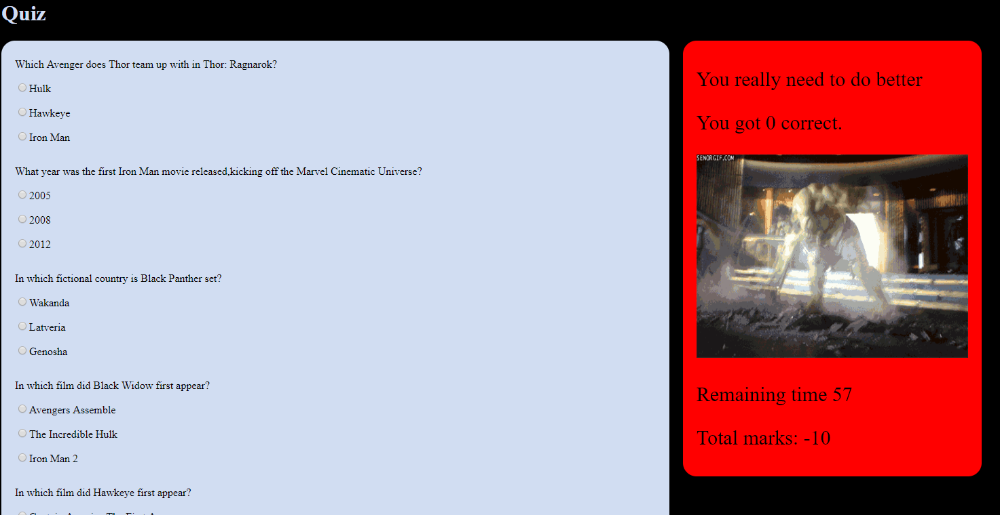 Quiz
Which Avenger does Thor team up with in Thor: Ragnarok?
Hulk
Hawkeye
Iron Man
What year was the first Iron Man movie released,kicking off the Marvel Cinematic Universe?
2005
2008
2012
In which fictional country is Black Panther set?
Wakanda
Latveria
Genosha
In which film did Black Widow first appear?
Avengers Assemble
The Incredible Hulk
Iron Man 2
In which film did Hawkeye first appear?
You really need to do better
You got 0 correct.
SENORGIF.COM
Remaining time 57
Total marks: -10